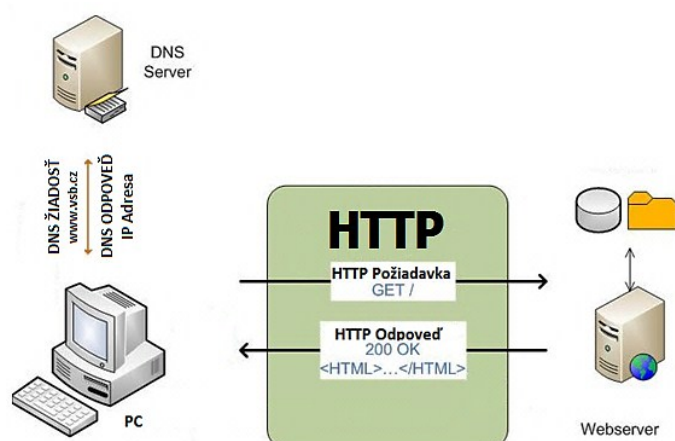 DNS
Server
DNS ŽIADOSŤ
www.vsb.cz
DNS ODPOVEĎ
IP Adresa
HTTP
HTTP Požiadavka
GET /
HTTP Odpoveď
200 OK
<HTML>...</HTML>
PC
Webserver